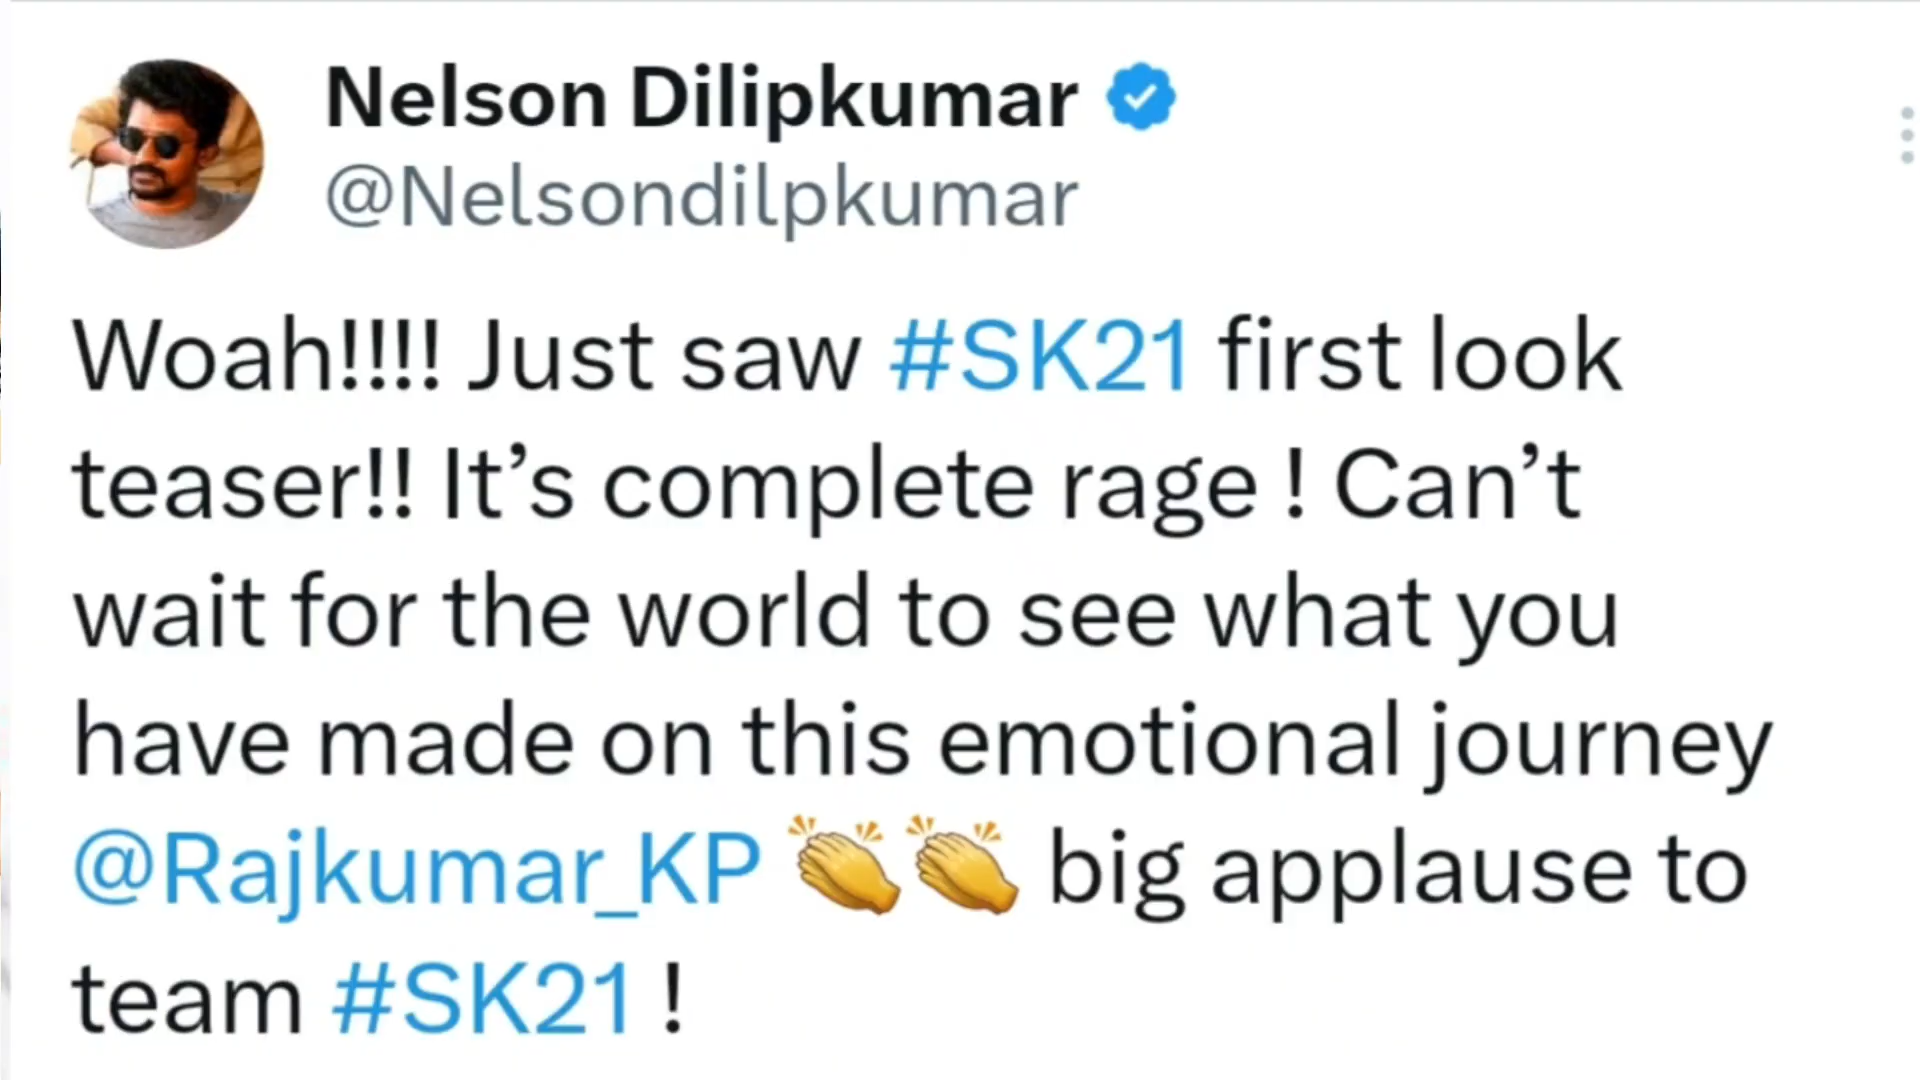 Nelson Dilipkumar
@Nelsondilpkumar
Woah!!!! Just saw #SK21 first look
teaser!! It’s complete rage ! Can’t
wait for the world to see what you
have made on this emotional journey
@Rajkumar_KP 👏👏 big applause to
team #SK21 !